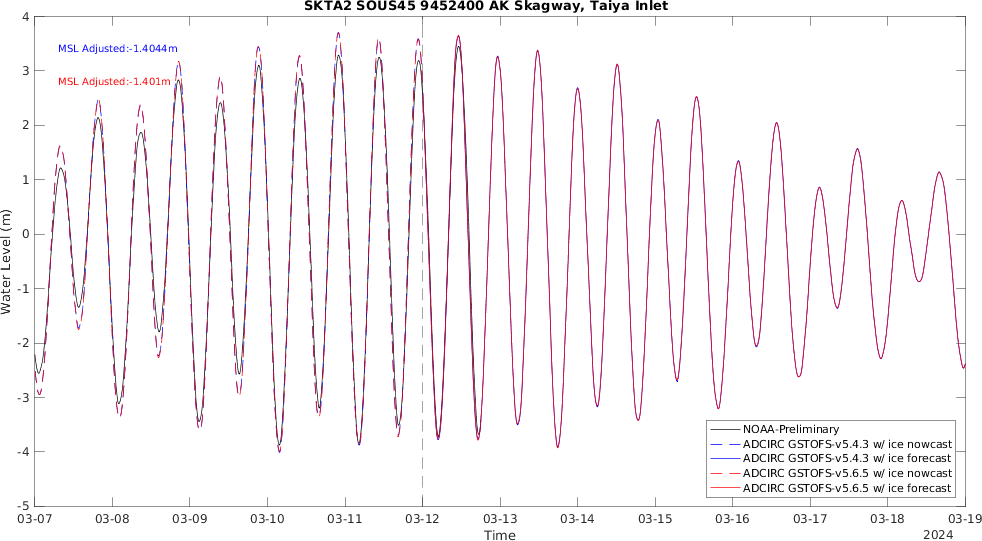 SKTA2 SOUS45 9452400 AK Skagway, Taiya Inlet
4
MSL Adjusted:-1.4044m
3
MSL Adjusted:-1.401m
2
1
0
-1
-2
-3
-4
-5
Water Level (m)
NOAA-Preliminary
ADCIRC GSTOFS-v5.4.3 w/ ice nowcast
ADCIRC GSTOFS-v5.4.3 w/ ice forecast
ADCIRC GSTOFS-v5.6.5 w/ ice nowcast
ADCIRC GSTOFS-v5.6.5 w/ ice forecast
03-07 03-08 03-09 03-10 03-11 03-12 03-13 03-14 03-15 03-16 03-17 03-18 03-19
Time
2024